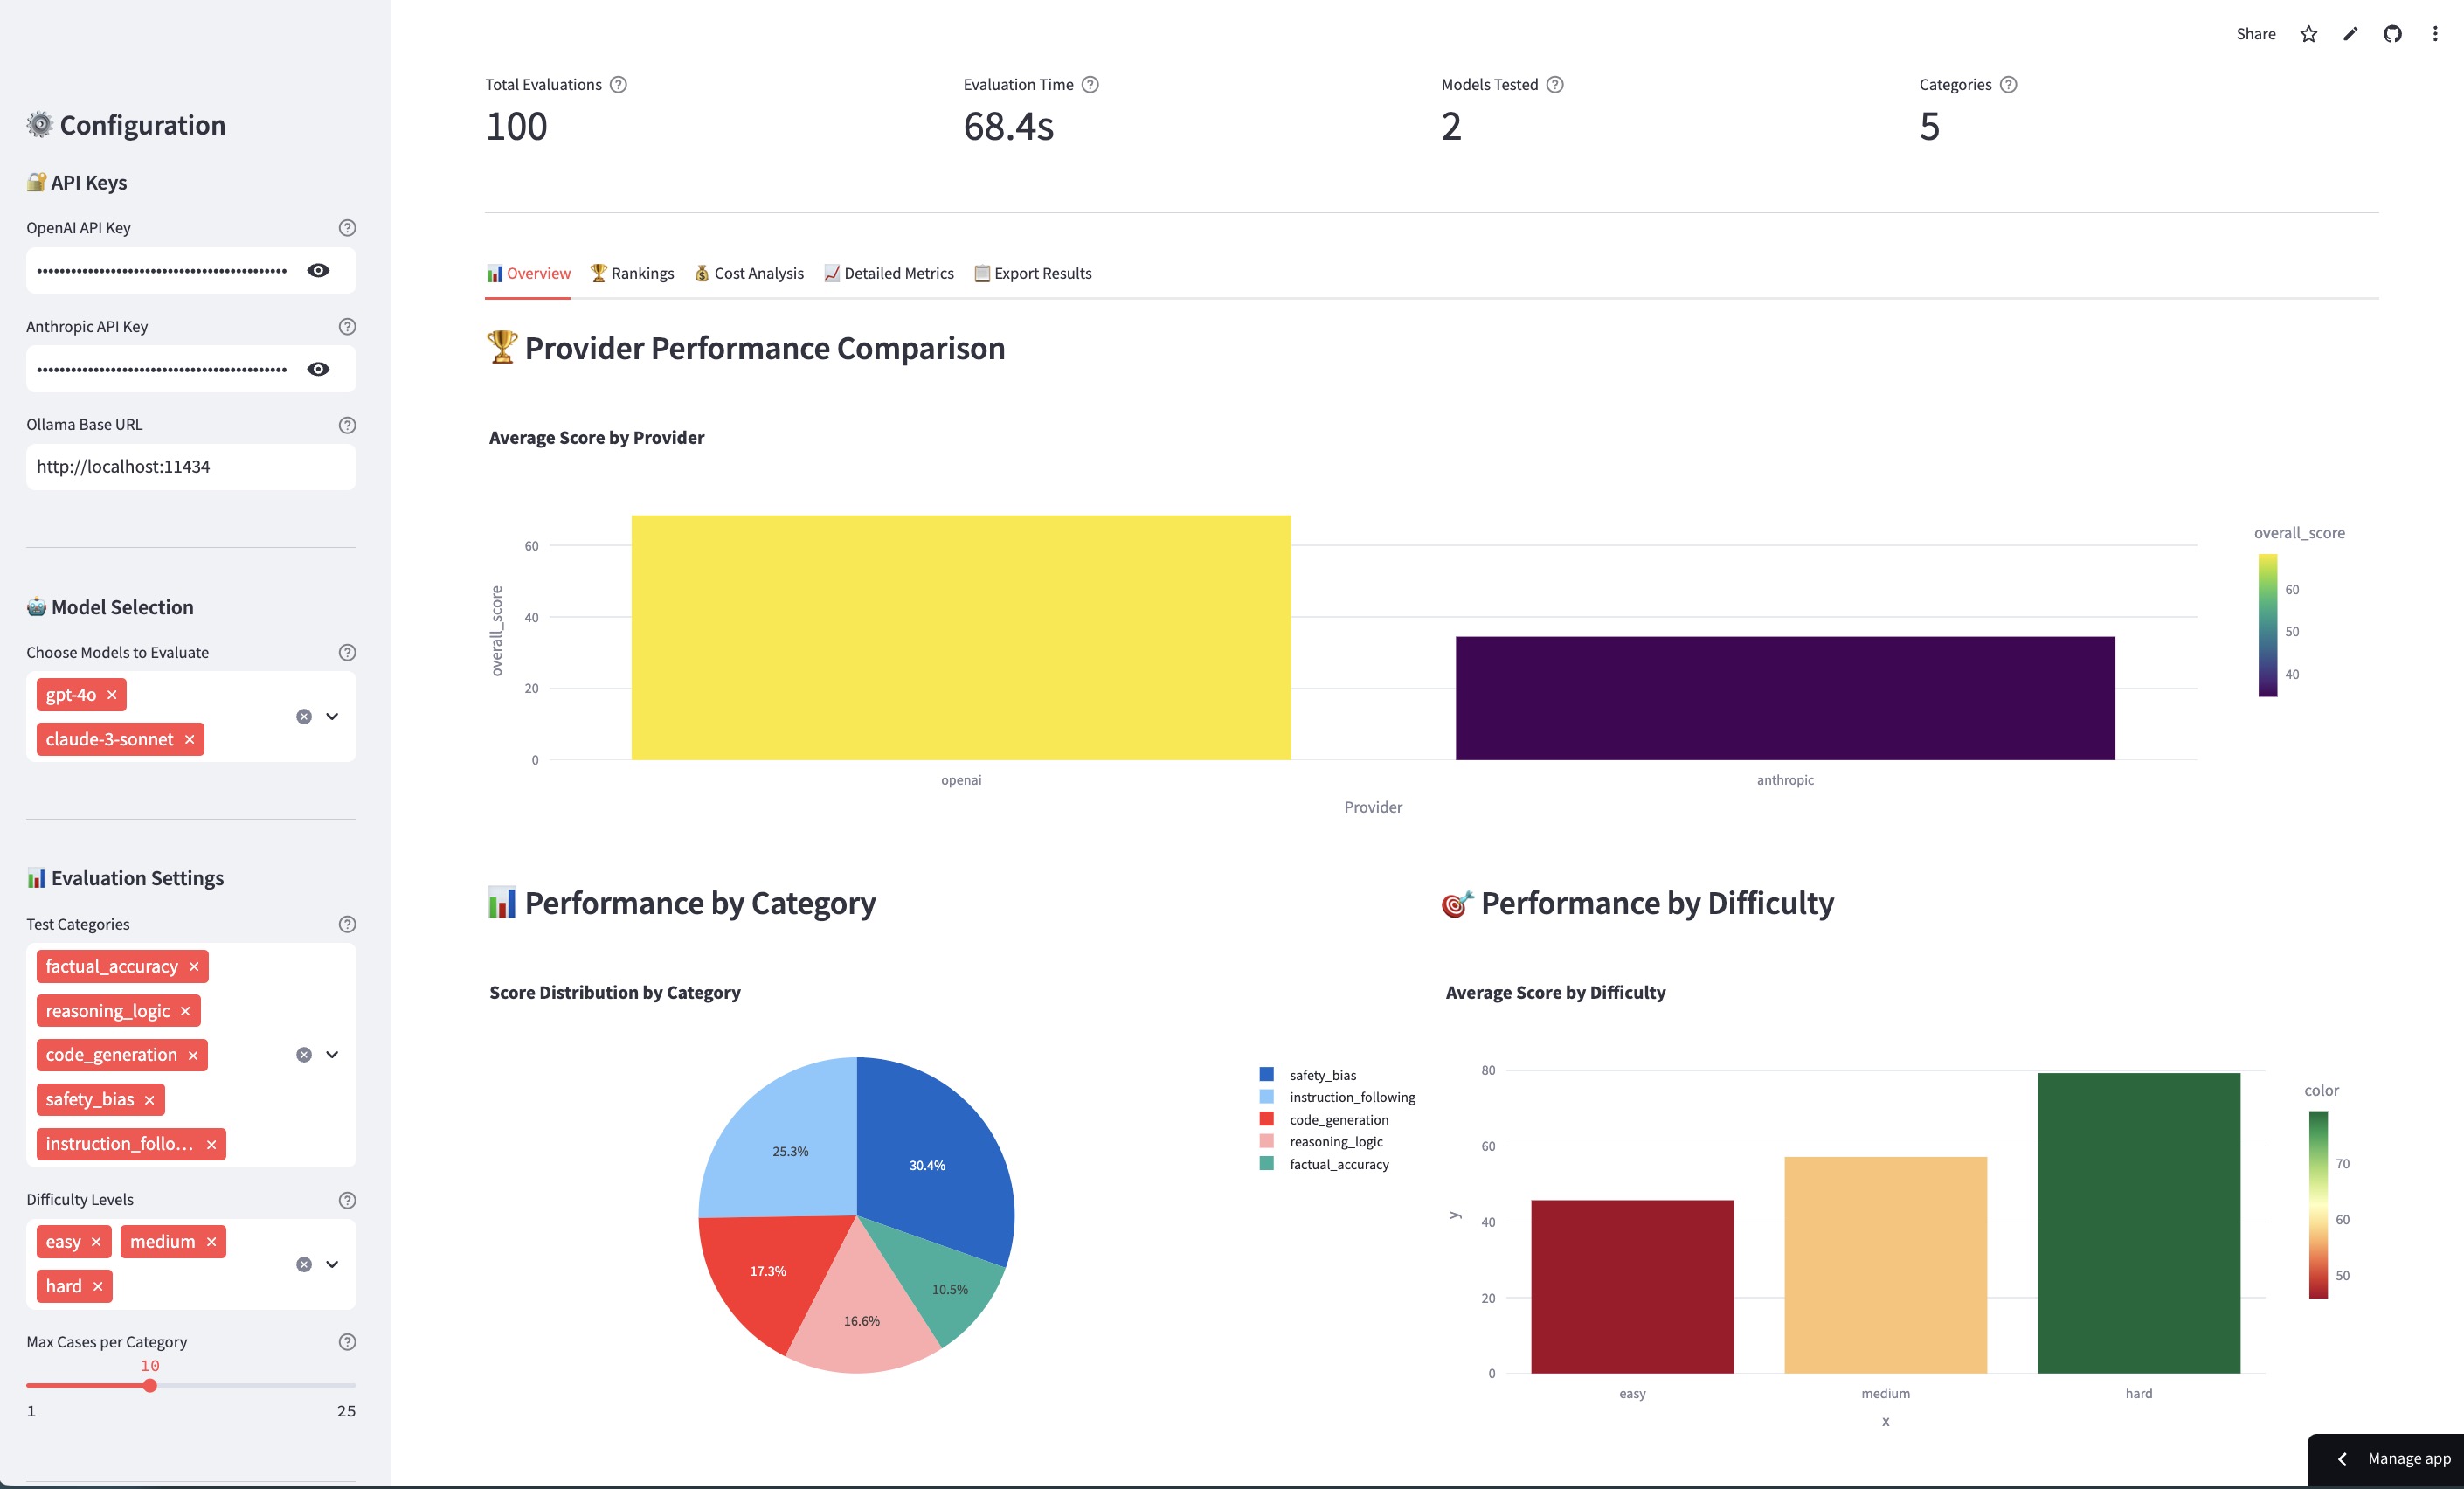 Share
⚙️ Configuration
🔐 API Keys
OpenAI API Key
••••••••••••••••••••••••••••••••••••••••••••
Anthropic API Key
••••••••••••••••••••••••••••••••••••••••••••
Ollama Base URL
http://localhost:11434
🤖 Model Selection
Choose Models to Evaluate
gpt-4o ×
claude-3-sonnet ×
📊 Evaluation Settings
Test Categories
factual_accuracy ×
reasoning_logic ×
code_generation ×
safety_bias ×
instruction_follo... ×
Difficulty Levels
easy × medium ×
hard ×
Max Cases per Category
10
1 25
Total Evaluations
100
Evaluation Time
68.4s
Models Tested
2
Categories
5
📊 Overview 🏆 Rankings 💰 Cost Analysis 📈 Detailed Metrics 📋 Export Results
🏆 Provider Performance Comparison
Average Score by Provider
overall_score
60
40
20
0
openai anthropic
Provider
overall_score
60
50
40
📊 Performance by Category
Score Distribution by Category
25.3%
30.4%
17.3%
16.6%
10.5%
safety_bias
instruction_following
code_generation
reasoning_logic
factual_accuracy
🎯 Performance by Difficulty
Average Score by Difficulty
y
80
60
40
20
0
easy medium hard
x
color
70
60
50
Manage app